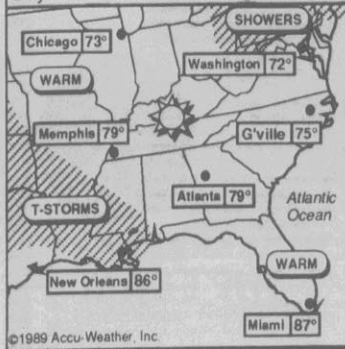 SHOWERS
Chicago 73°
Washington 72°
WARM
Memphis 79°
G'ville 75°
Atlanta 79°
T-STORMS
Atlantic
Ocean
WARM
New Orleans 86°
Miami 87°
©1989 Accu-Weather, Inc.